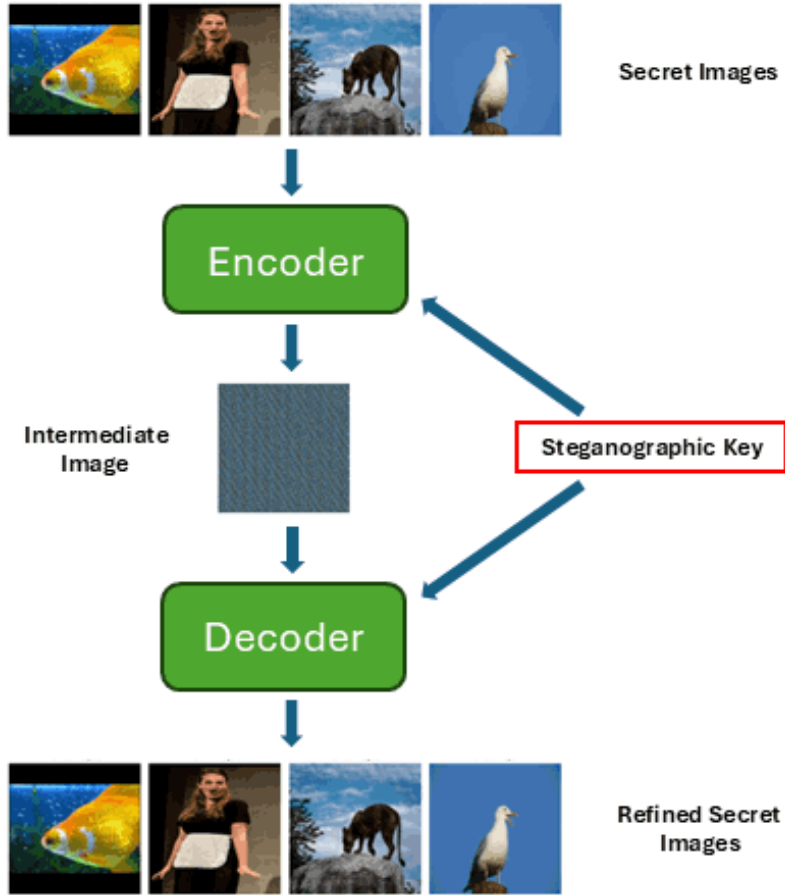 Secret Images
Encoder
Intermediate
Image
Steganographic Key
Decoder
Refined Secret
Images